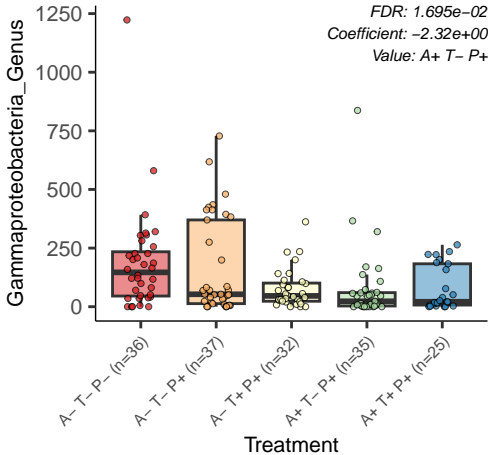 FDR: 1.695e−02
Coefficient: −2.32e+00
Value: A+ T− P+
Gammaproteobacteria_Genus
1250
1000
750
500
250
0
A− T− P− (n=36)
A− T− P+ (n=37)
A− T+ P+ (n=32)
A+ T− P+ (n=35)
A+ T+ P+ (n=25)
Treatment